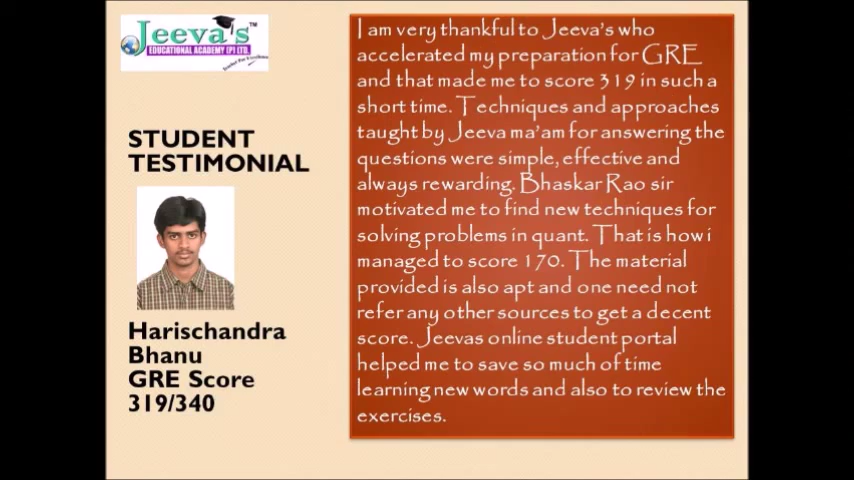 Jeeva's™
EDUCATIONAL ACADEMY (P) LTD.
STUDENT
TESTIMONIAL
Harischandra
Bhanu
GRE Score
319/340
I am very thankful to Jeeva's who
accelerated my preparation for GRE
and that made me to score 319 in such a
short time. Techniques and approaches
taught by Jeeva ma'am for answering the
questions were simple, effective and
always rewarding. Bhaskar Rao sir
motivated me to find new techniques for
solving problems in quant. That is how i
managed to score 170. The material
provided is also apt and one need not
refer any other sources to get a decent
score. Jeevas online student portal
helped me to save so much of time
learning new words and also to review the
exercises.